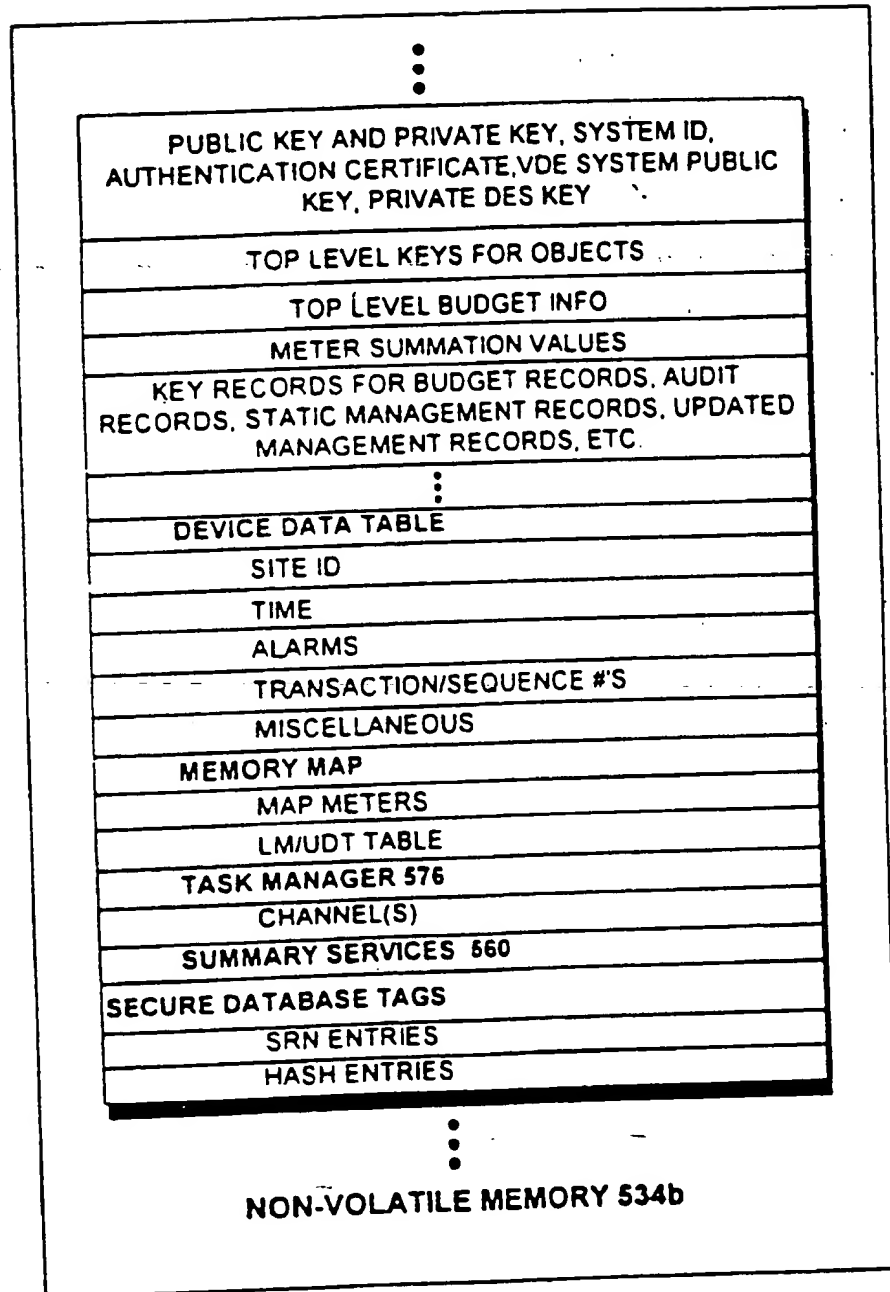 PUBLIC KEY AND PRIVATE KEY, SYSTEM ID,
AUTHENTICATION CERTIFICATE,VDE SYSTEM PUBLIC
KEY, PRIVATE DES KEY
TOP LEVEL KEYS FOR OBJECTS
TOP LEVEL BUDGET INFO
METER SUMMATION VALUES
KEY RECORDS FOR BUDGET RECORDS, AUDIT
RECORDS, STATIC MANAGEMENT RECORDS, UPDATED
MANAGEMENT RECORDS, ETC.
DEVICE DATA TABLE
SITE ID
TIME
ALARMS
TRANSACTION/SEQUENCE #'S
MISCELLANEOUS
MEMORY MAP
MAP METERS
LM/UDT TABLE
TASK MANAGER 576
CHANNEL(S)
SUMMARY SERVICES 560
SECURE DATABASE TAGS
SRN ENTRIES
HASH ENTRIES
NON-VOLATILE MEMORY 534b